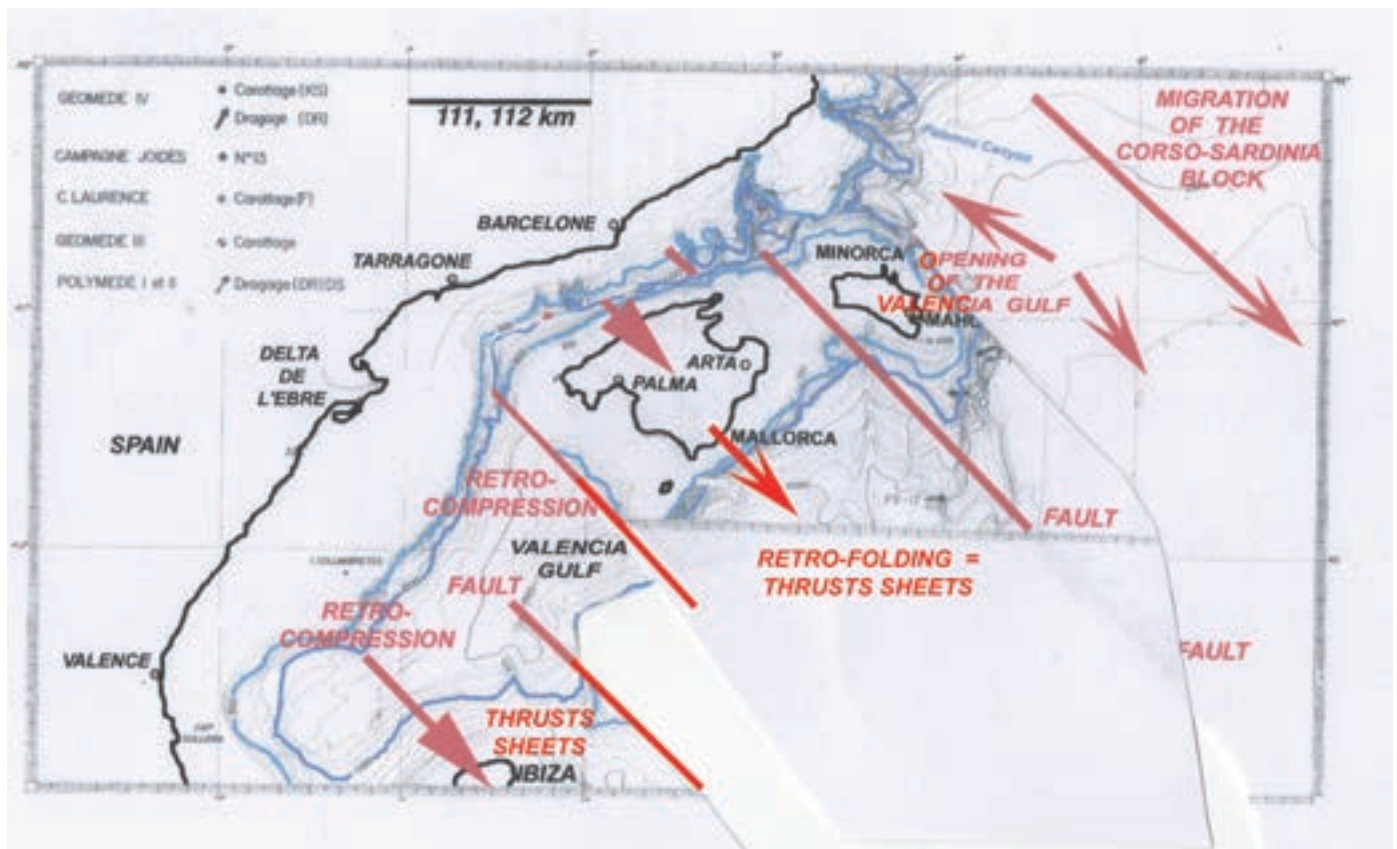 GEOMEDE IV
Carottage (KS)
Dragage (DR)
CAMPAGNE JOIDES
N°13
C LAURENCE
Carottage (F)
GEOMEDE III
Carottage
POLYMEDE I et II
Dragage (DR) DS
111, 112 km
MIGRATION
OF THE
CORSO-SARDINIA
BLOCK
Canyon
BARCELONE
TARRAGONE
MINORCA
OPENING
OF THE
VALENCIA GULF
DELTA
DE
L'EBRE
ARTA
PALMA
SPAIN
MALLORCA
RETRO-
COMPRESSION
FAULT
VALENCIA
GULF
RETRO-FOLDING =
THRUSTS SHEETS
FAULT
RETRO-
COMPRESSION
FAULT
VALENCE
THRUSTS
SHEETS
IBIZA